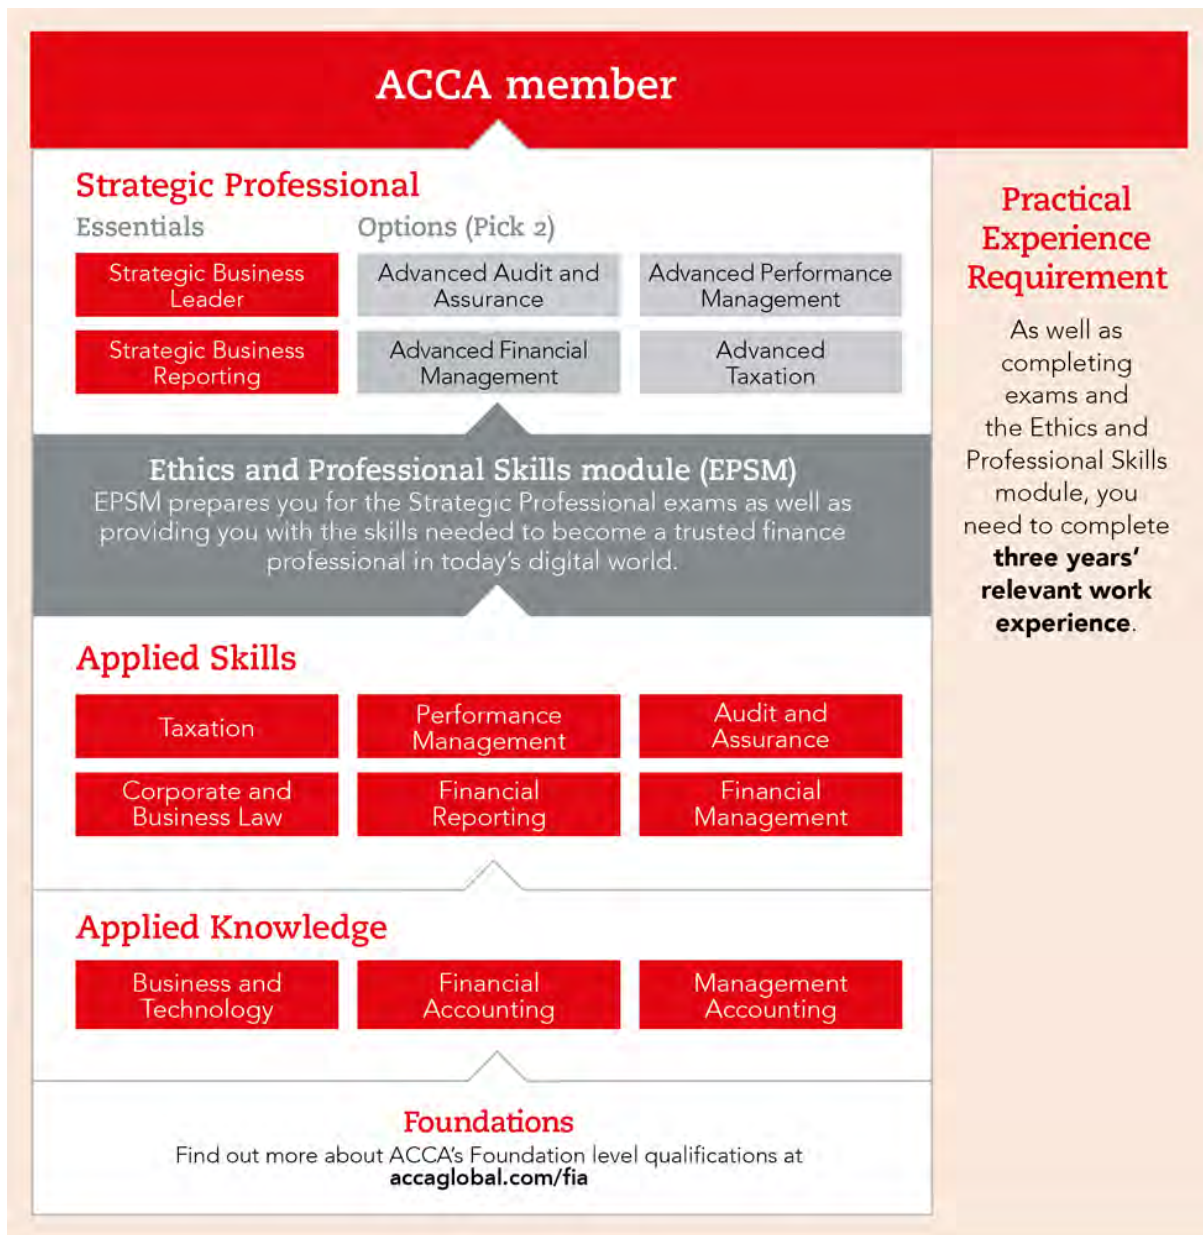 ACCA member
Strategic Professional
Essentials
Options (Pick 2)
Strategic Business
Leader
Advanced Audit and
Assurance
Advanced Performance
Management
Strategic Business
Reporting
Advanced Financial
Management
Advanced
Taxation
Ethics and Professional Skills module (EPSM)
EPSM prepares you for the Strategic Professional exams as well as
providing you with the skills needed to become a trusted finance
professional in today's digital world.
Applied Skills
Taxation
Performance
Management
Audit and
Assurance
Corporate and
Business Law
Financial
Reporting
Financial
Management
Applied Knowledge
Business and
Technology
Financial
Accounting
Management
Accounting
Foundations
Find out more about ACCA's Foundation level qualifications at
accaglobal.com/fia
Practical
Experience
Requirement
As well as
completing
exams and
the Ethics and
Professional Skills
module, you
need to complete
three years'
relevant work
experience.